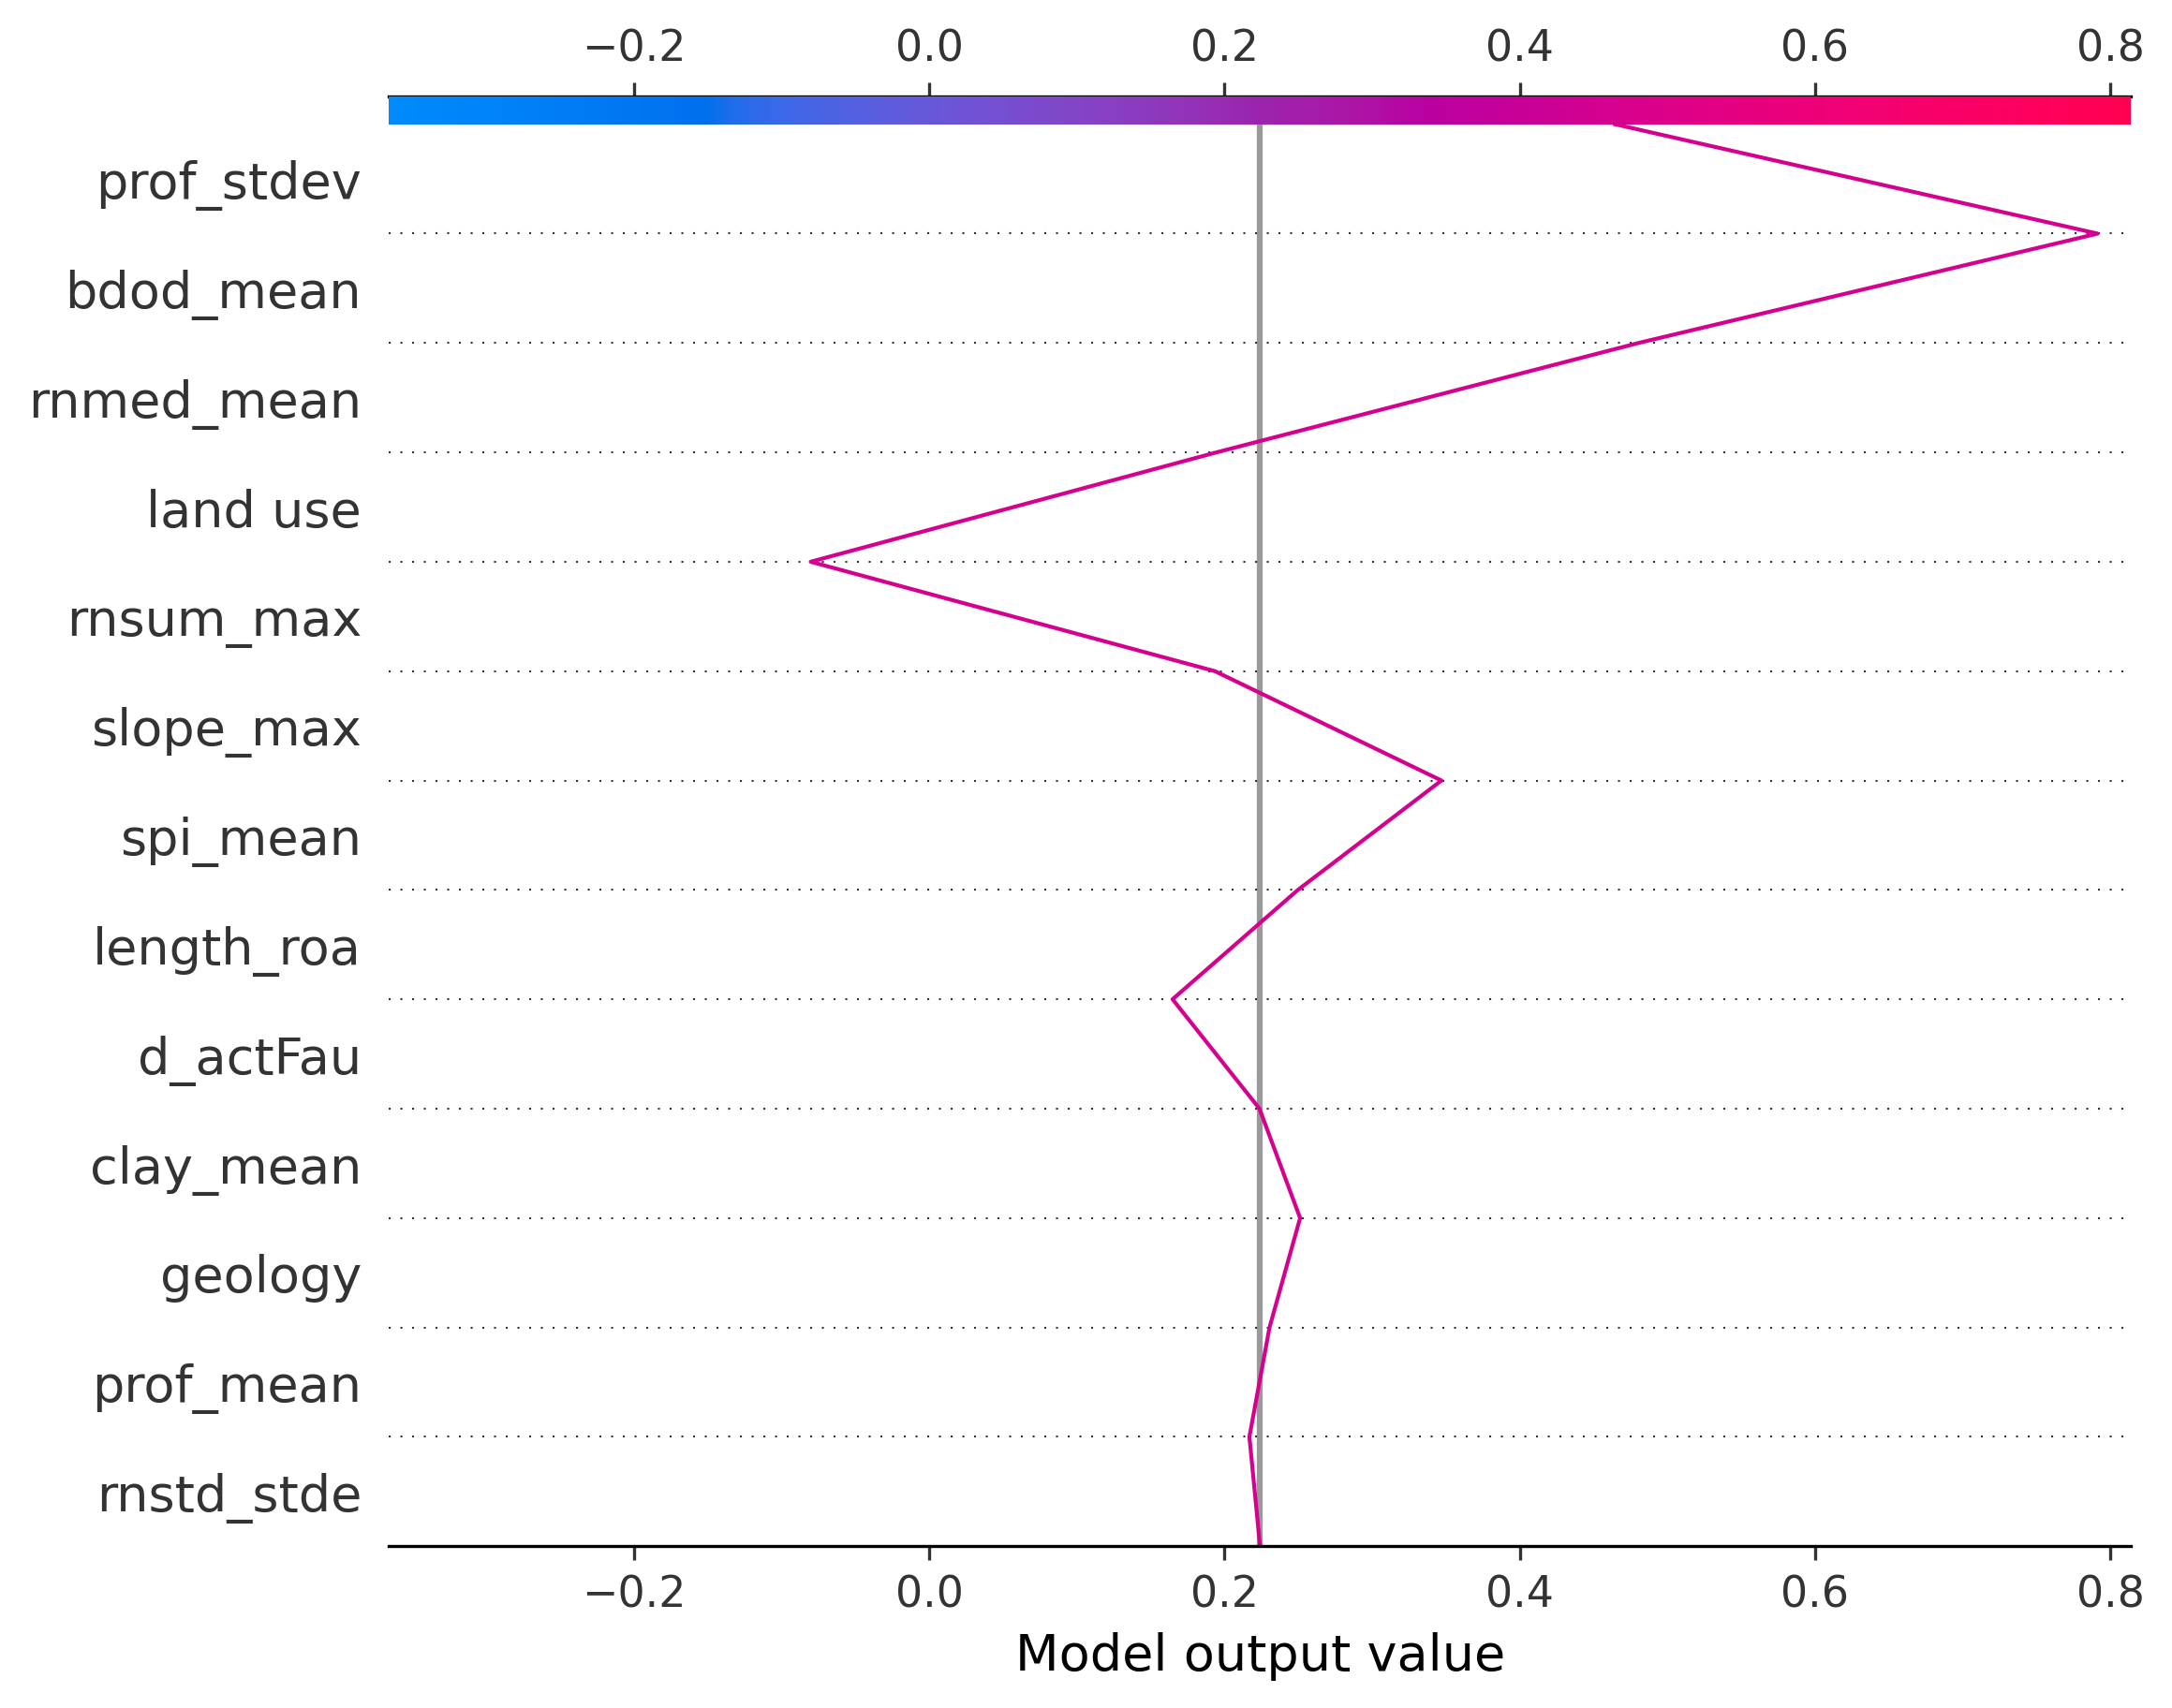 −0.2 0.0 0.2 0.4 0.6 0.8
prof_stdev
bdod_mean
rnmed_mean
land use
rnsum_max
slope_max
spi_mean
length_roa
d_actFau
clay_mean
geology
prof_mean
rnstd_stde
−0.2 0.0 0.2 0.4 0.6 0.8
Model output value